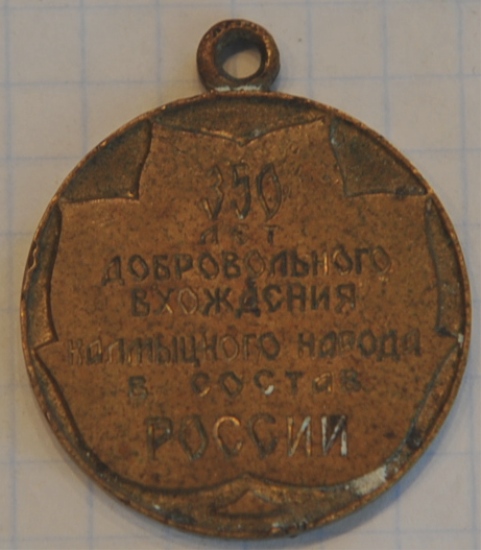 350
ЛЕТ
ДОБРОВОЛЬНОГО
ВХОЖДЕНИЯ
КАЛМЫЦКОГО НАРОДА
В СОСТАВ
РОССИИ